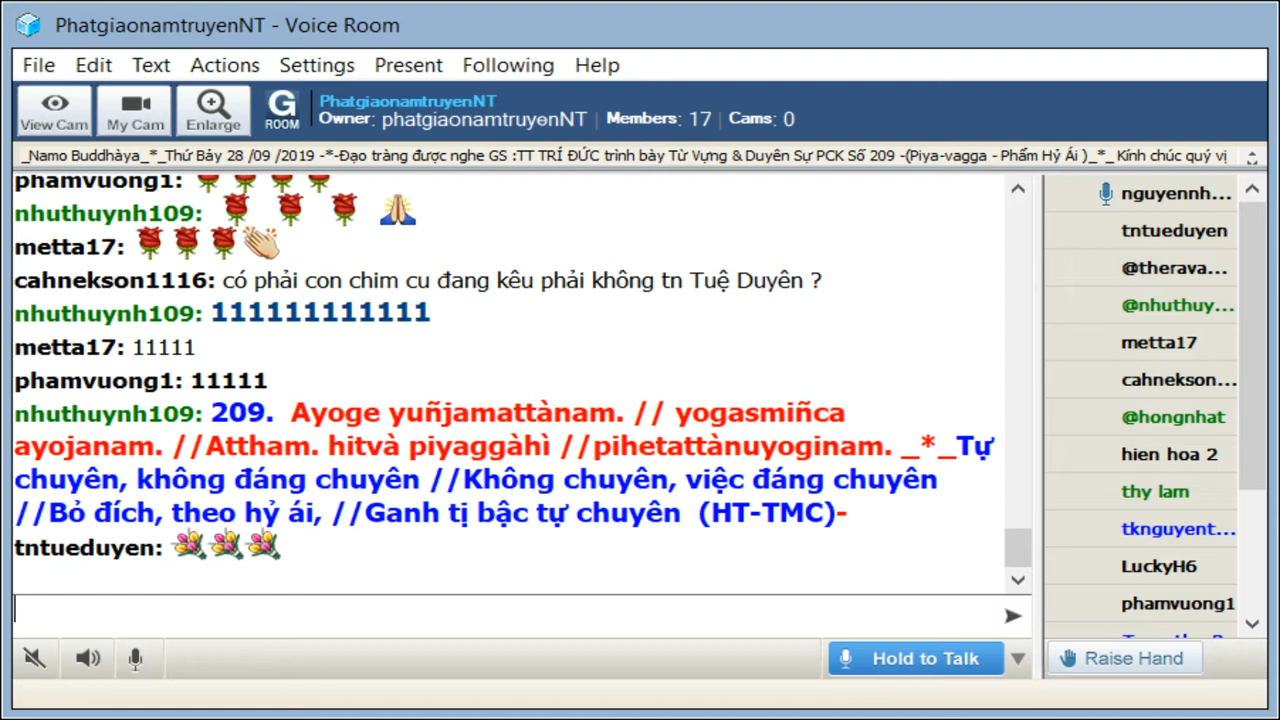 PhatgiaonamtruyenNT - Voice Room
File Edit Text Actions Settings Present Following Help
View Cam My Cam Enlarge G ROOM
PhatgiaonamtruyenNT
Owner: phatgiaonamtruyenNT | Members: 17 | Cams: 0
_Namo Buddhàya_*_Thứ Bảy 28 /09 /2019 -*-Đạo tràng được nghe GS :TT TRÍ ĐỨC trình bày Từ Vựng & Duyên Sự PCK Số 209 -(Piya-vagga - Phẩm Hỷ Ái )_*_ Kính chúc quý vị
phamvuong1:
nhuthuynh109:
metta17:
cahnekson1116: có phải con chim cu đang kêu phải không tn Tuệ Duyên ?
nhuthuynh109: 111111111111
metta17: 11111
phamvuong1: 11111
nhuthuynh109: 209. Ayoge yuñjamattànam. // yogasmiñca
ayojanam. //Attham. hitvà piyaggàhì //pihetattànuyoginam. _*_Tự
chuyên, không đáng chuyên //Không chuyên, việc đáng chuyên
//Bỏ đích, theo hỷ ái, //Ganh tị bậc tự chuyên (HT-TMC)-
tntueduyen:
nguyennh...
tntueduyen
@therava...
@nhuthuy...
metta17
cahnekson...
@hongnhat
hien hoa 2
thy lam
tknguyent...
LuckyH6
phamvuong1
Hold to Talk
Raise Hand